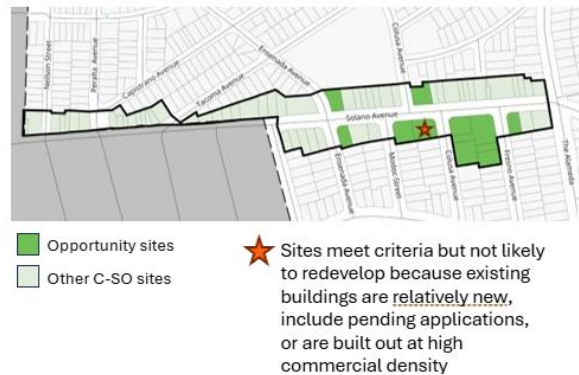 Neilson Street
Peralta Avenue
Capistrano Avenue
Tacoma Avenue
Ensenada Avenue
Colusa Avenue
Solano Avenue
Ensenada Avenue
Modoc Street
Colusa Avenue
Fresno Avenue
The Alameda
Opportunity sites
Other C-SO sites
Sites meet criteria but not likely
to redevelop because existing
buildings are relatively new,
include pending applications,
or are built out at high
commercial density